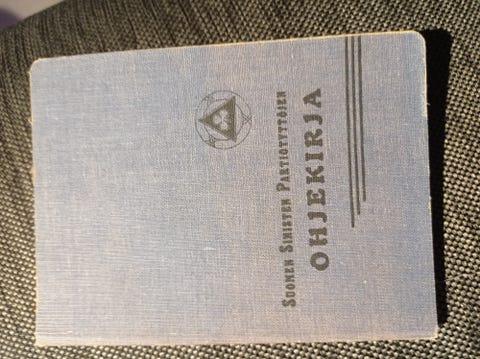 SUOMEN SINISTEN PARTIOTYTTÖJEN
OHJEKIRJA